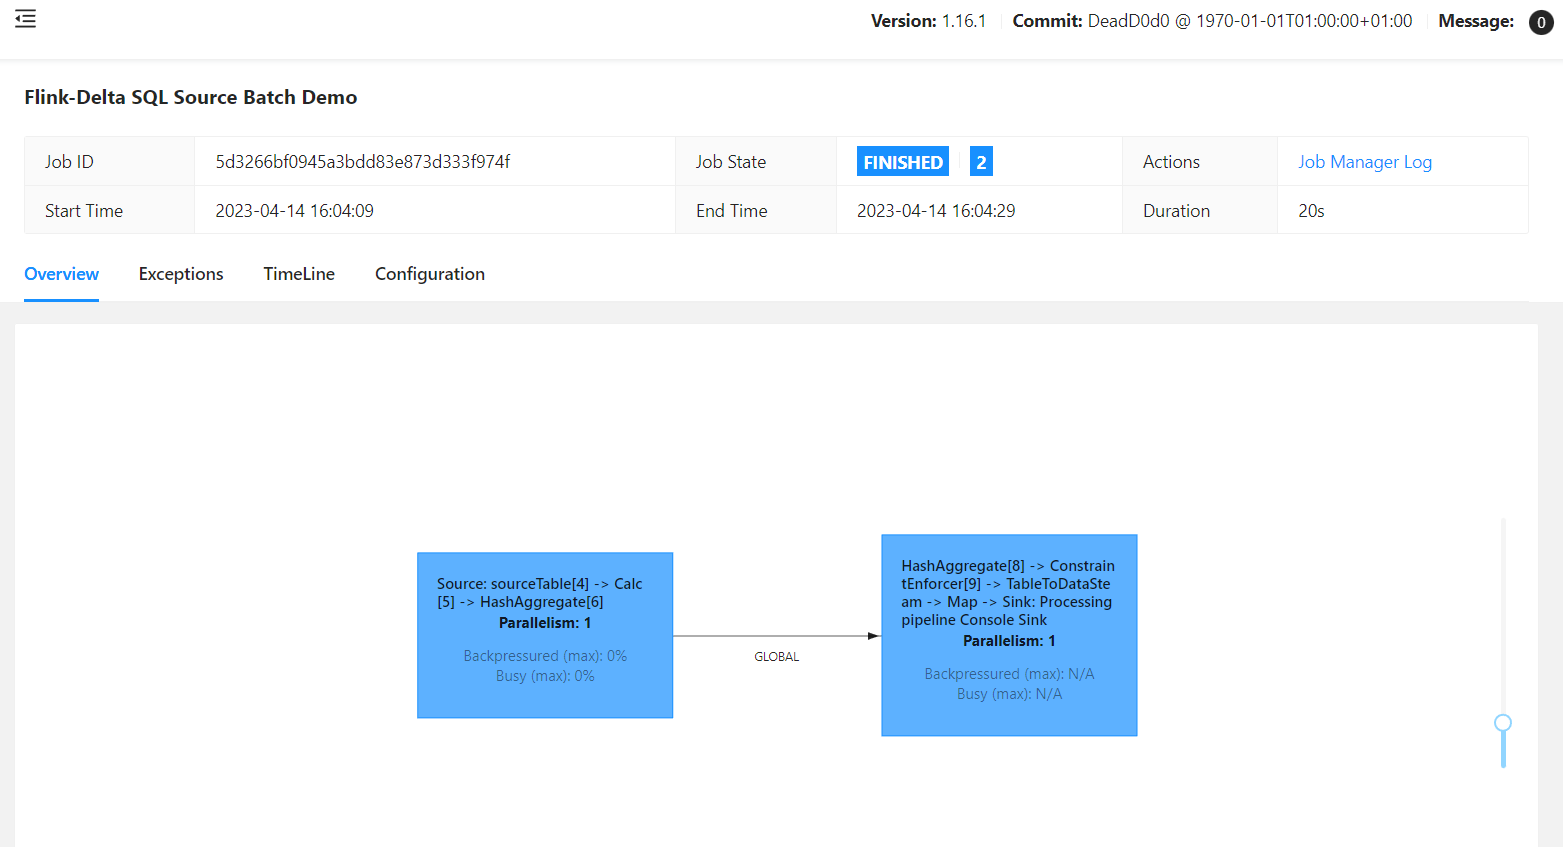 Version: 1.16.1 Commit: DeadD0d0 @ 1970-01-01T01:00:00+01:00 Message: 0
Flink-Delta SQL Source Batch Demo
Job ID 5d3266bf0945a3bdd83e873d333f974f Job State FINISHED 2 Actions Job Manager Log
Start Time 2023-04-14 16:04:09 End Time 2023-04-14 16:04:29 Duration 20s
Overview Exceptions TimeLine Configuration
Source: sourceTable[4] -> Calc
[5] -> HashAggregate[6]
Parallelism: 1
Backpressured (max): 0%
Busy (max): 0%
GLOBAL
HashAggregate[8] -> Constrain
tEnforcer[9] -> TableToDataSte
am -> Map -> Sink: Processing
pipeline Console Sink
Parallelism: 1
Backpressured (max): N/A
Busy (max): N/A